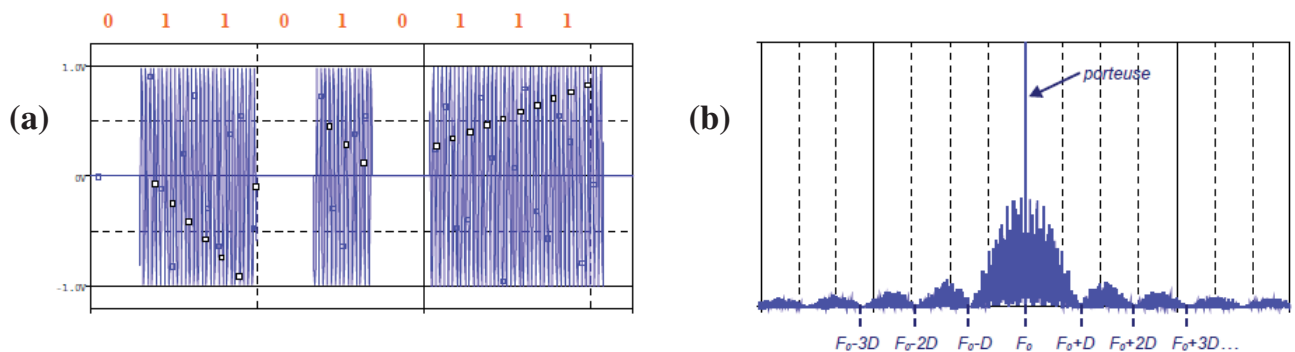 0 1 1 0 1 0 1 1 1
(a)
1.0V
0V
-1.0V
(b)
porteuse
F₀-3D F₀-2D F₀-D F₀ F₀+D F₀+2D F₀+3D...